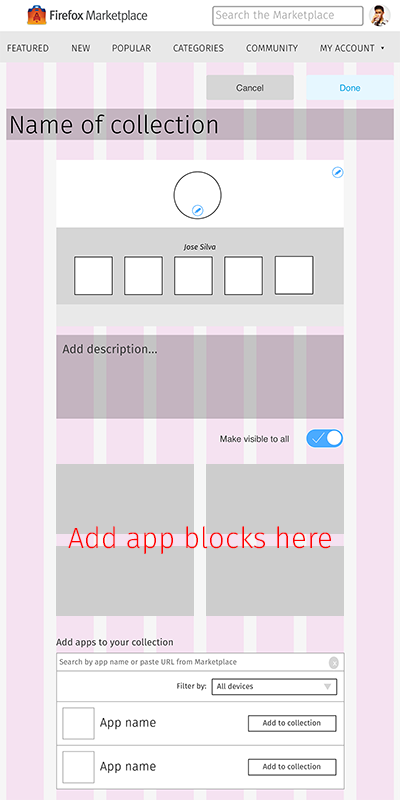 Firefox Marketplace
Search the Marketplace
FEATURED NEW POPULAR CATEGORIES COMMUNITY MY ACCOUNT
Cancel Done
Name of collection
Jose Silva
Add description...
Make visible to all
Add app blocks here
Add apps to your collection
Search by app name or paste URL from Marketplace
Filter by: All devices
App name Add to collection
App name Add to collection